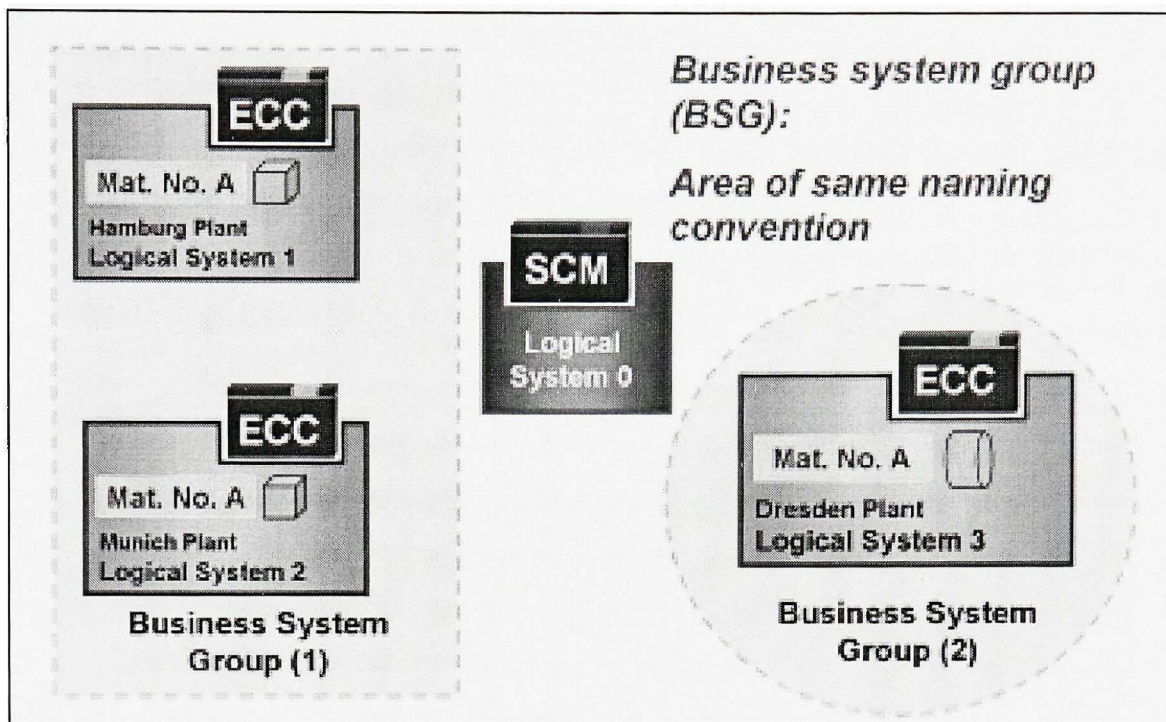 ECC
Mat. No. A
Hamburg Plant
Logical System 1
ECC
Mat. No. A
Munich Plant
Logical System 2
Business System
Group (1)
Business system group
(BSG):
Area of same naming
convention
SCM
Logical
System 0
ECC
Mat. No. A
Dresden Plant
Logical System 3
Business System
Group (2)